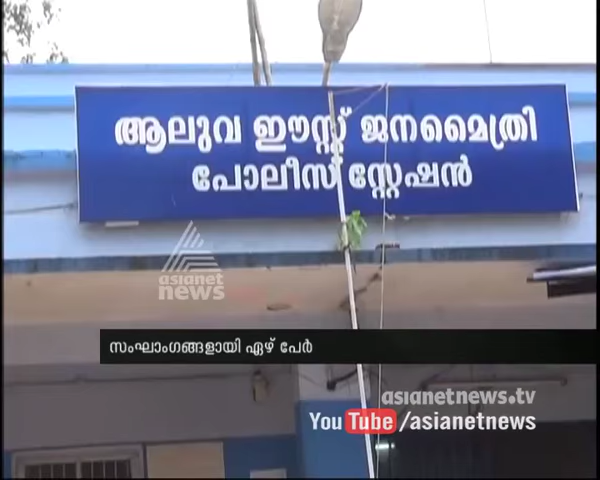 ആലുവ ഈസ്റ്റ് ജനമൈത്രി
പോലീസ് സ്റ്റേഷൻ
asianet
news
സംഘാംഗങ്ങളായി ഏഴ് പേർ
asianetnews.tv
YouTube/asianetnews